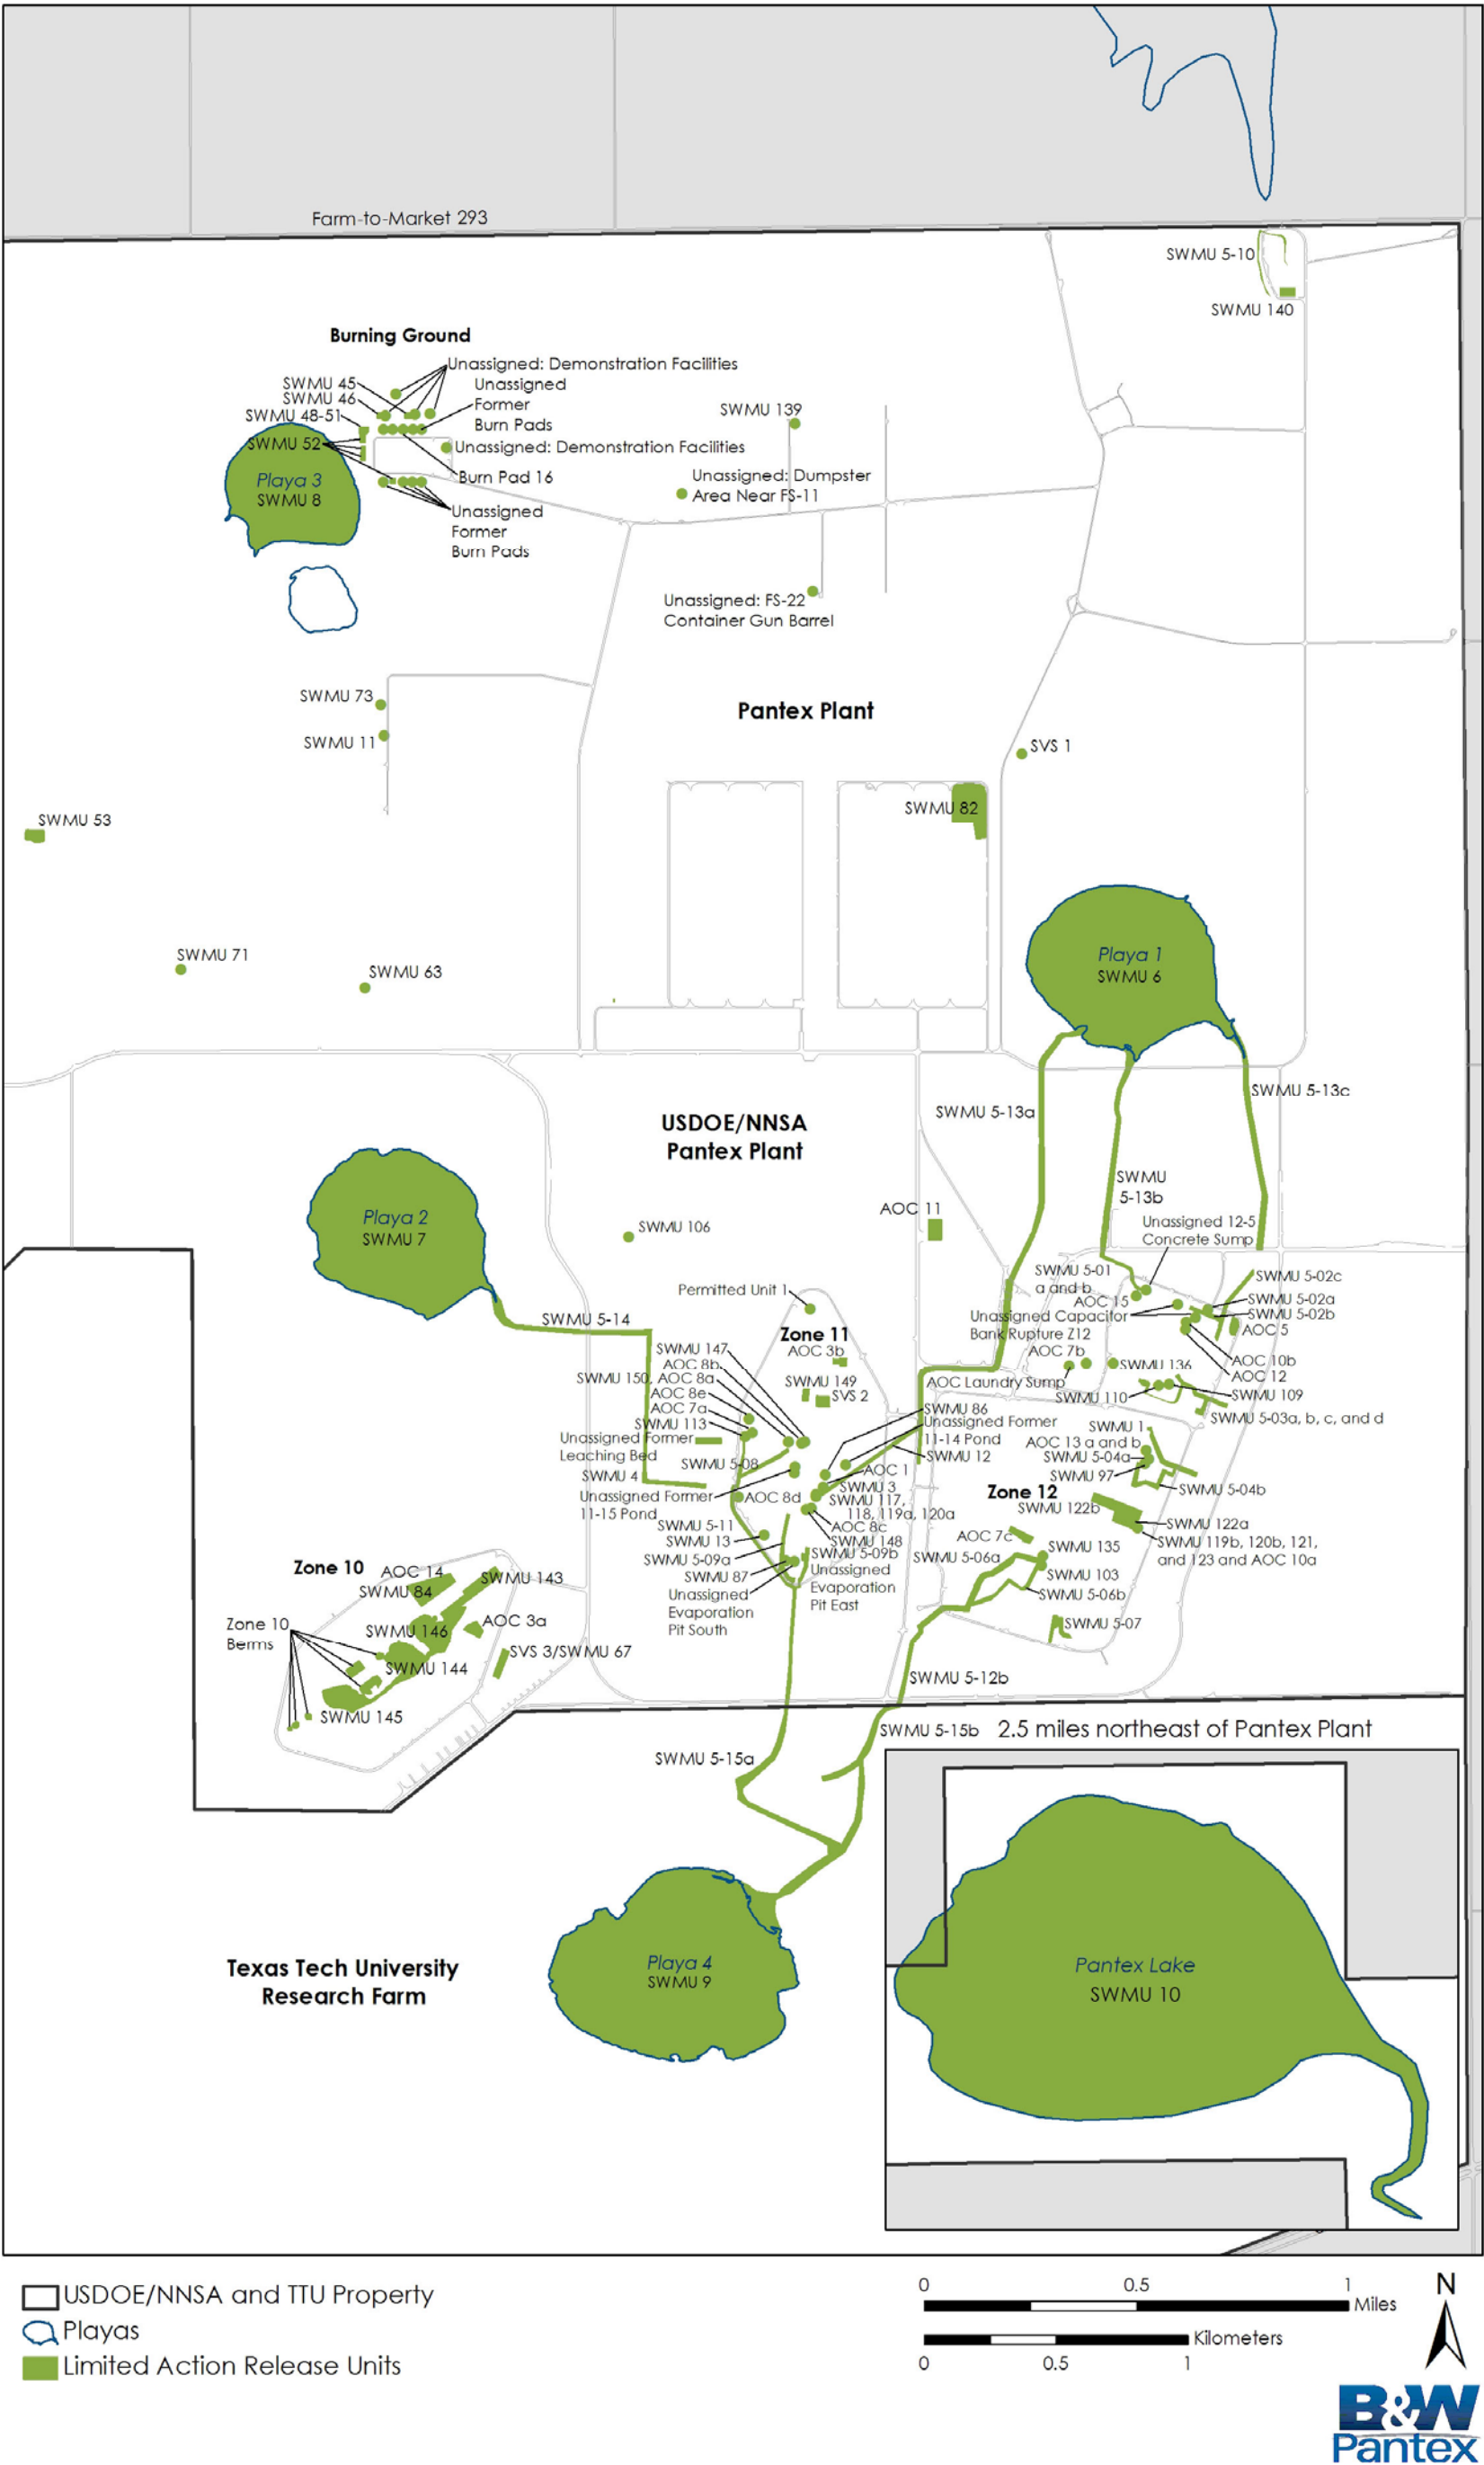 Farm-to-Market 293
SWMU 5-10
SWMU 140
Burning Ground
Unassigned: Demonstration Facilities
SWMU 45
SWMU 46
SWMU 48-51
SWMU 52
Unassigned
Former
Burn Pads
Unassigned: Demonstration Facilities
Burn Pad 16
Playa 3
SWMU 8
Unassigned
Former
Burn Pads
SWMU 139
Unassigned: Dumpster
Area Near FS-11
Unassigned: FS-22
Container Gun Barrel
SWMU 73
SWMU 11
Pantex Plant
SVS 1
SWMU 82
SWMU 53
SWMU 71
SWMU 63
Playa 1
SWMU 6
SWMU 5-13a
SWMU 5-13c
SWMU
5-13b
USDOE/NNSA
Pantex Plant
Playa 2
SWMU 7
SWMU 106
AOC 11
Unassigned 12-5
Concrete Sump
SWMU 5-14
Permitted Unit 1
Zone 11
AOC 3b
SWMU 147
AOC 8b
SWMU 150, AOC 8a
AOC 8e
AOC 7a
SWMU 113
Unassigned Former
Leaching Bed
SWMU 4
SWMU 149
SVS 2
SWMU 5-08
Unassigned Former
11-15 Pond
AOC 8d
SWMU 5-11
SWMU 13
SWMU 5-09a
SWMU 87
Unassigned
Evaporation
Pit South
SWMU 86
Unassigned Former
11-14 Pond
SWMU 12
AOC 1
SWMU 3
SWMU 117,
118, 119a, 120a
AOC 8c
SWMU 148
SWMU 5-09b
Unassigned
Evaporation
Pit East
SWMU 5-01
a and b
AOC 15
Unassigned Capacitor
Bank Rupture Z12
AOC 7b
AOC Laundry Sump
SWMU 5-02c
SWMU 5-02a
SWMU 5-02b
AOC 5
AOC 10b
AOC 12
SWMU 136
SWMU 110
SWMU 109
SWMU 5-03a, b, c, and d
SWMU 1
AOC 13 a and b
SWMU 5-04a
SWMU 97
SWMU 5-04b
Zone 12
SWMU 122b
SWMU 122a
SWMU 119b, 120b, 121,
and 123 and AOC 10a
AOC 7c
SWMU 135
SWMU 5-06a
SWMU 103
SWMU 5-06b
SWMU 5-07
SWMU 5-12b
Zone 10
AOC 14
SWMU 84
SWMU 143
Zone 10
Berms
SWMU 146
AOC 3a
SVS 3/SWMU 67
SWMU 144
SWMU 145
SWMU 5-15a
SWMU 5-15b
2.5 miles northeast of Pantex Plant
Pantex Lake
SWMU 10
Playa 4
SWMU 9
Texas Tech University
Research Farm
USDOE/NNSA and TTU Property
Playas
Limited Action Release Units
0 0.5 1
Miles
Kilometers
0 0.5 1
N
B&W
Pantex